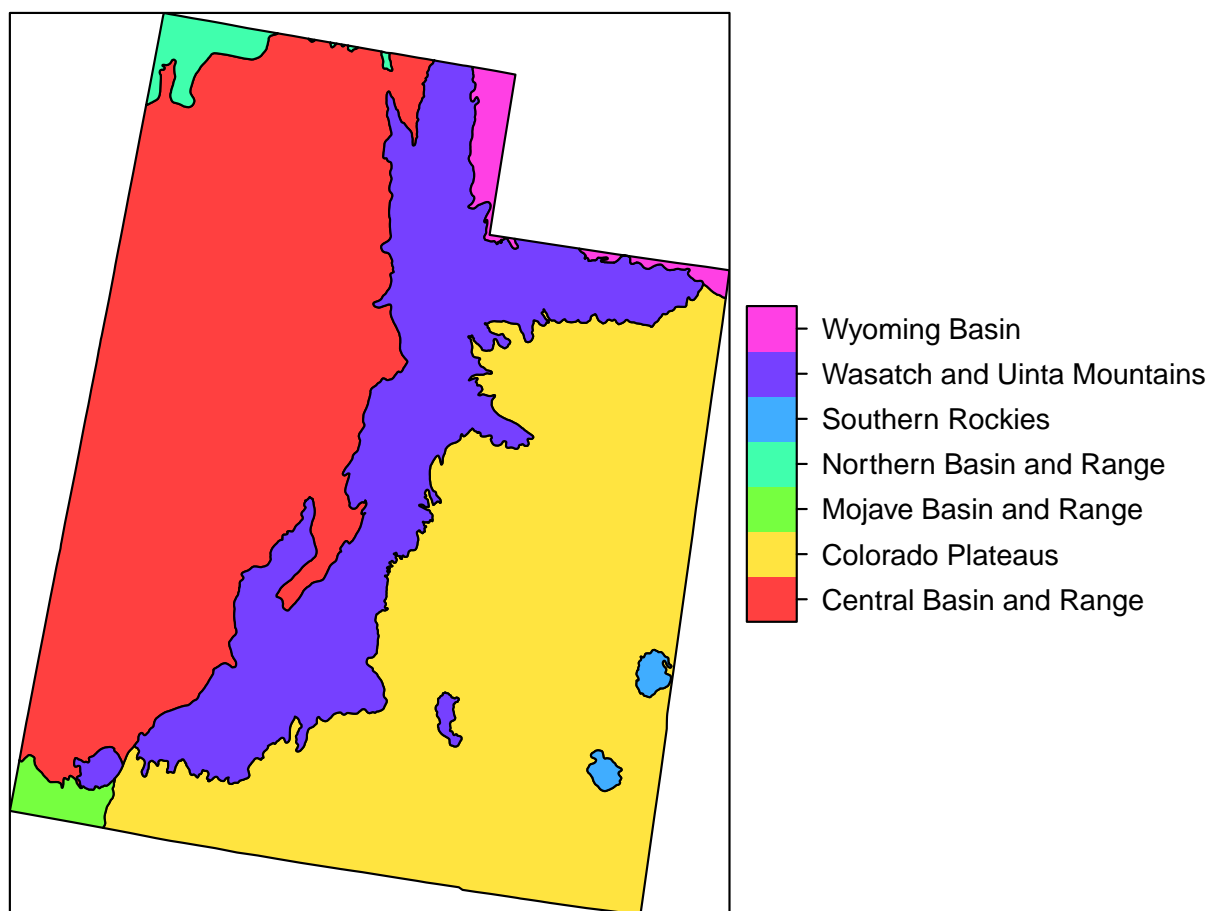 Wyoming Basin
Wasatch and Uinta Mountains
Southern Rockies
Northern Basin and Range
Mojave Basin and Range
Colorado Plateaus
Central Basin and Range